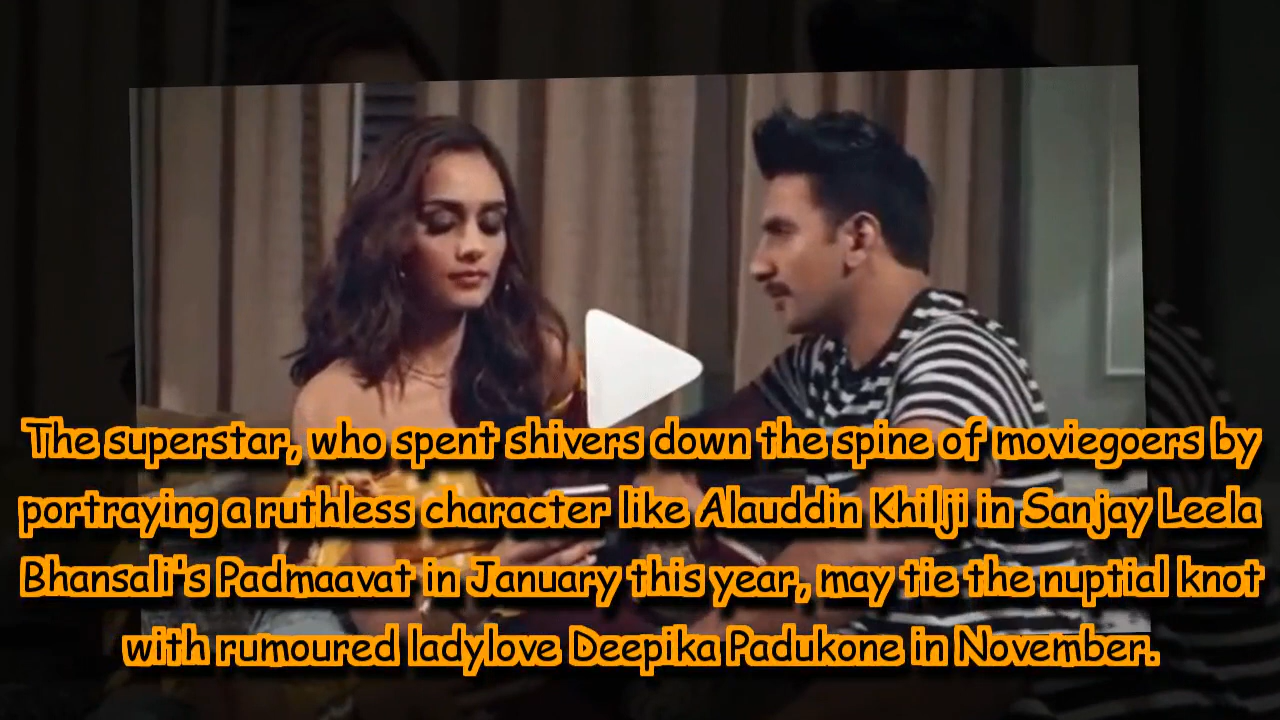 The superstar, who spent shivers down the spine of moviegoers by
portraying a ruthless character like Alauddin Khilji in Sanjay Leela
Bhansali's Padmaavat in January this year, may tie the nuptial knot
with rumoured ladylove Deepika Padukone in November.